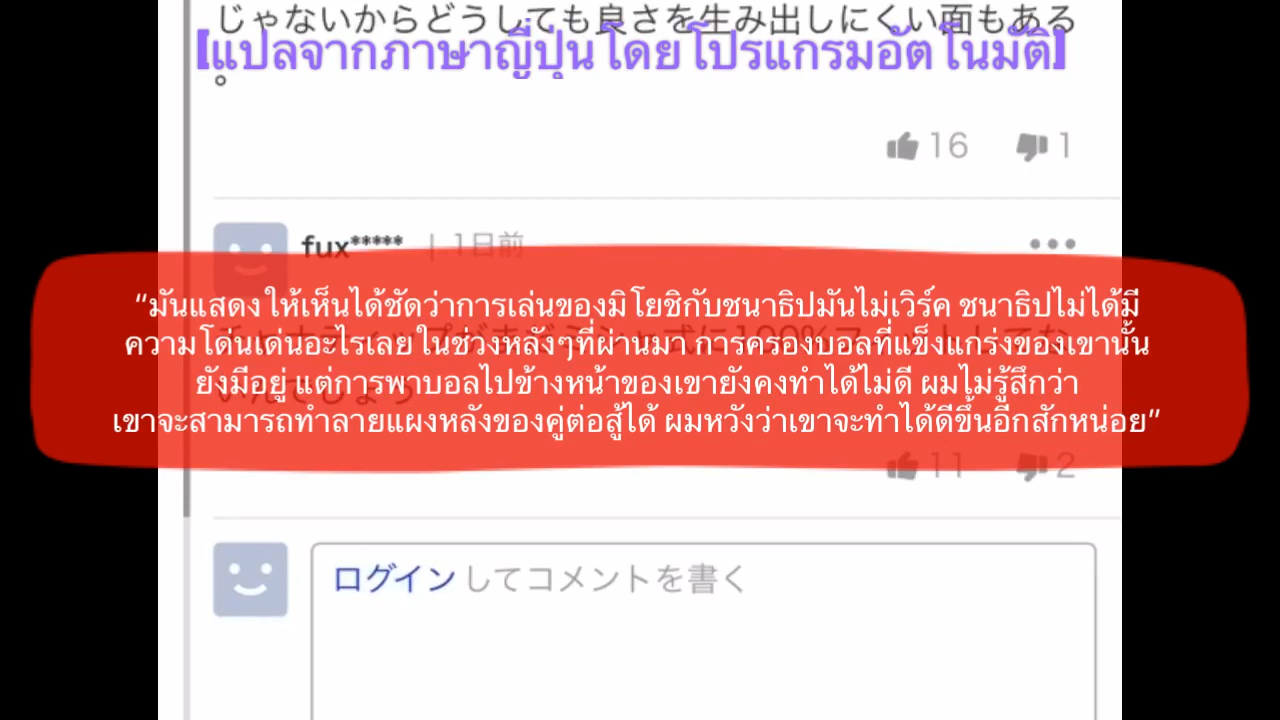 じゃないからどうしても良さを生み出しにくい面もある
【แปลจากภาษาญี่ปุ่นโดยโปรแกรมอัตโนมัติ】
。
16 1
fux***** | 1日前
“มันแสดงให้เห็นได้ชัดว่าการเล่นของมิโยชิกับชนาธิปมันไม่เวิร์ค ชนาธิปไม่ได้มี
ความโด่นเด่นอะไรเลยในช่วงหลังๆที่ผ่านมา การครองบอลที่แข็งแกร่งของเขานั้น
ยังมีอยู่ แต่การพาบอลไปข้างหน้าของเขายังคงทำได้ไม่ดี ผมไม่รู้สึกว่า
เขาจะสามารถทำลายแผงหลังของคู่ต่อสู้ได้ ผมหวังว่าเขาจะทำได้ดีขึ้นอีกสักหน่อย”
11 2
ログインしてコメントを書く